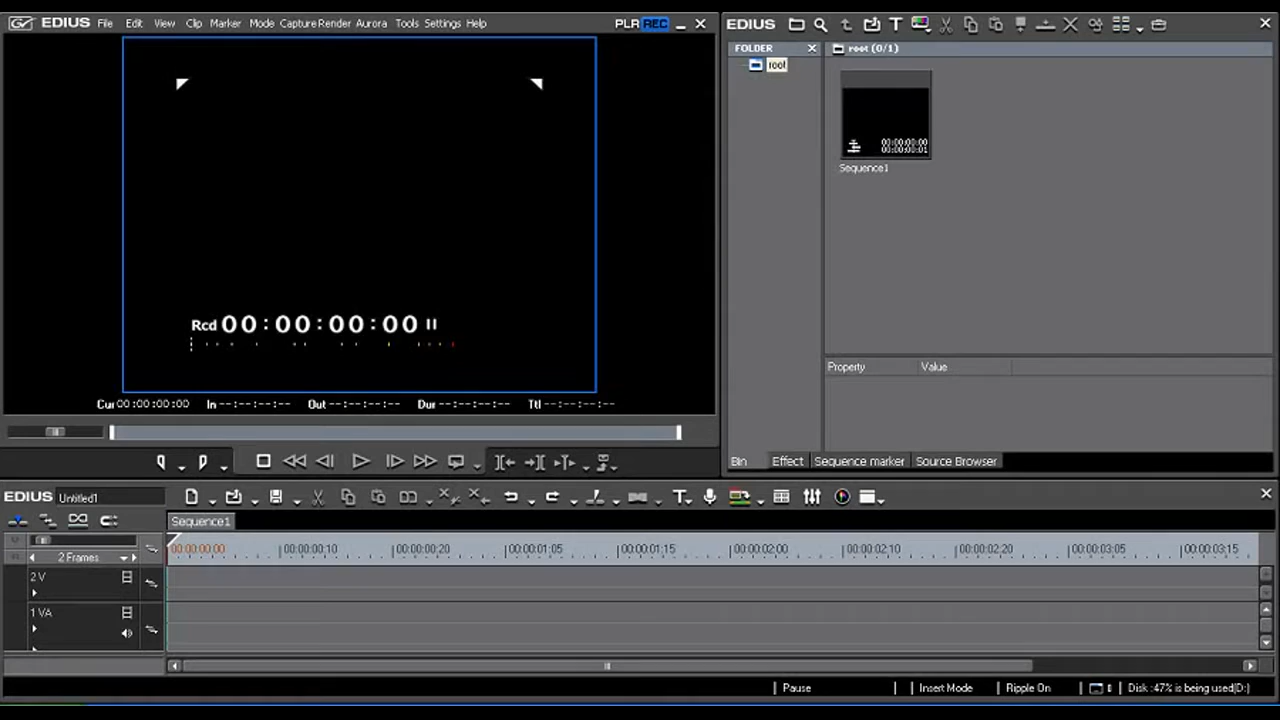 EDIUS File Edit View Clip Marker Mode Capture Render Aurora Tools Settings Help PLR REC
Rcd 00:00:00:00
Cur 00:00:00:00 In --:--:--:-- Out --:--:--:-- Dur --:--:--:-- Ttl --:--:--:--
EDIUS
FOLDER
root
root (0/1)
00:00:00:00
00:00:00:01
Sequence1
Property Value
Bin Effect Sequence marker Source Browser
EDIUS Untitled1
Sequence1
2 Frames
00:00:00:00 00:00:00:10 00:00:00:20 00:00:01:05 00:00:01:15 00:00:02:00 00:00:02:10 00:00:02:20 00:00:03:05 00:00:03:15
2 V
1 VA
Pause Insert Mode Ripple On Disk :47% is being used(D:)